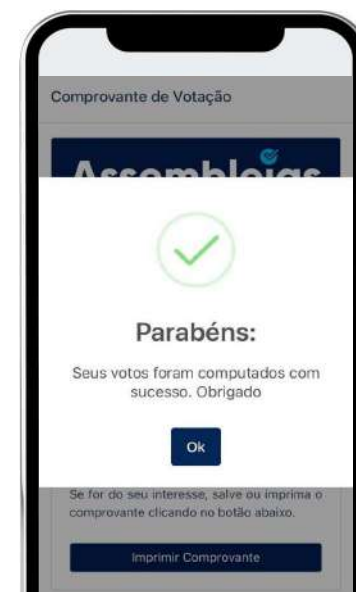 Comprovante de Votação
Assembleias
Parabéns:
Seus votos foram computados com
sucesso. Obrigado
Ok
Se for do seu interesse, salve ou imprima o
comprovante clicando no botão abaixo.
Imprimir Comprovante